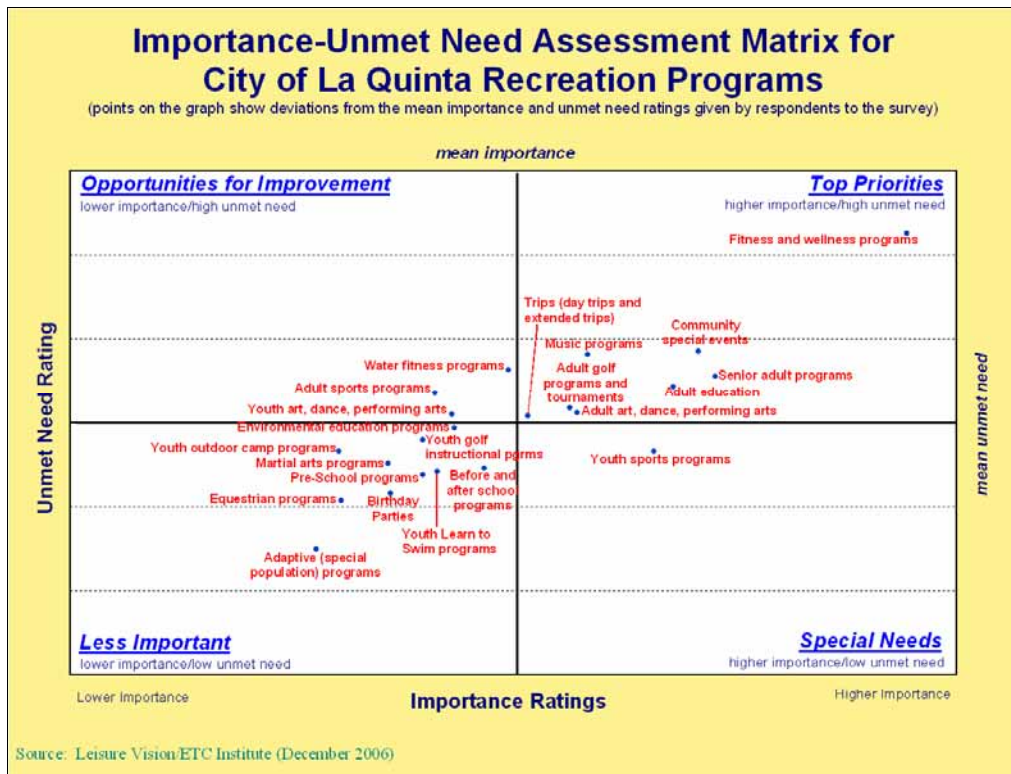 Importance-Unmet Need Assessment Matrix for
City of La Quinta Recreation Programs
(points on the graph show deviations from the mean importance and unmet need ratings given by respondents to the survey)
mean importance
Opportunities for Improvement
lower importance/high unmet need
Top Priorities
higher importance/high unmet need
Fitness and wellness programs
Trips (day trips and
extended trips)
Community
special events
Music programs
Water fitness programs
Adult golf
programs and
tournaments
Senior adult programs
Adult sports programs
Adult education
Youth art, dance, performing arts
Adult art, dance, performing arts
Environmental education programs
Youth golf
instructional pgrms
Youth outdoor camp programs
Youth sports programs
Martial arts programs
Pre-School programs
Before and
after school
programs
Equestrian programs
Birthday
Parties
Youth Learn to
Swim programs
Adaptive (special
population) programs
Unmet Need Rating
mean unmet need
Less Important
lower importance/low unmet need
Special Needs
higher importance/low unmet need
Lower Importance
Importance Ratings
Higher Importance
Source: Leisure Vision/ETC Institute (December 2006)